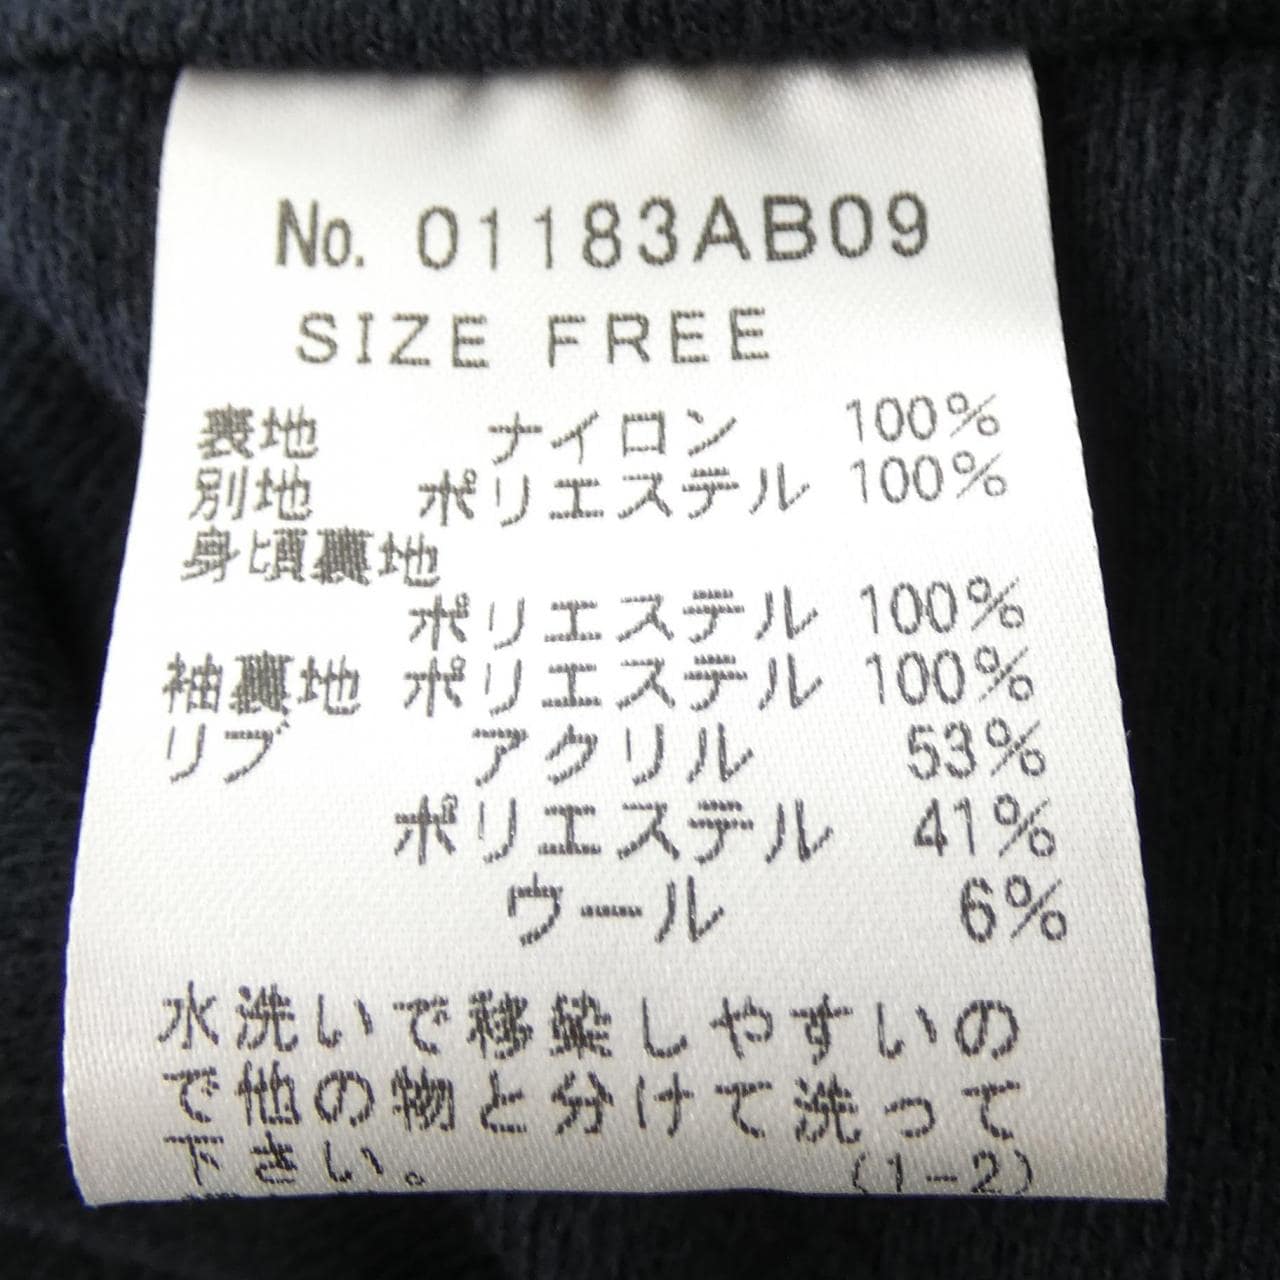 No. 01183AB09
SIZE FREE
表地 ナイロン 100%
別地 ポリエステル 100%
身頃裏地
ポリエステル 100%
袖裏地 ポリエステル 100%
リブ アクリル 53%
ポリエステル 41%
ウール 6%
水洗いで移染しやすいの
で他の物と分けて洗って
下さい。 (1-2)